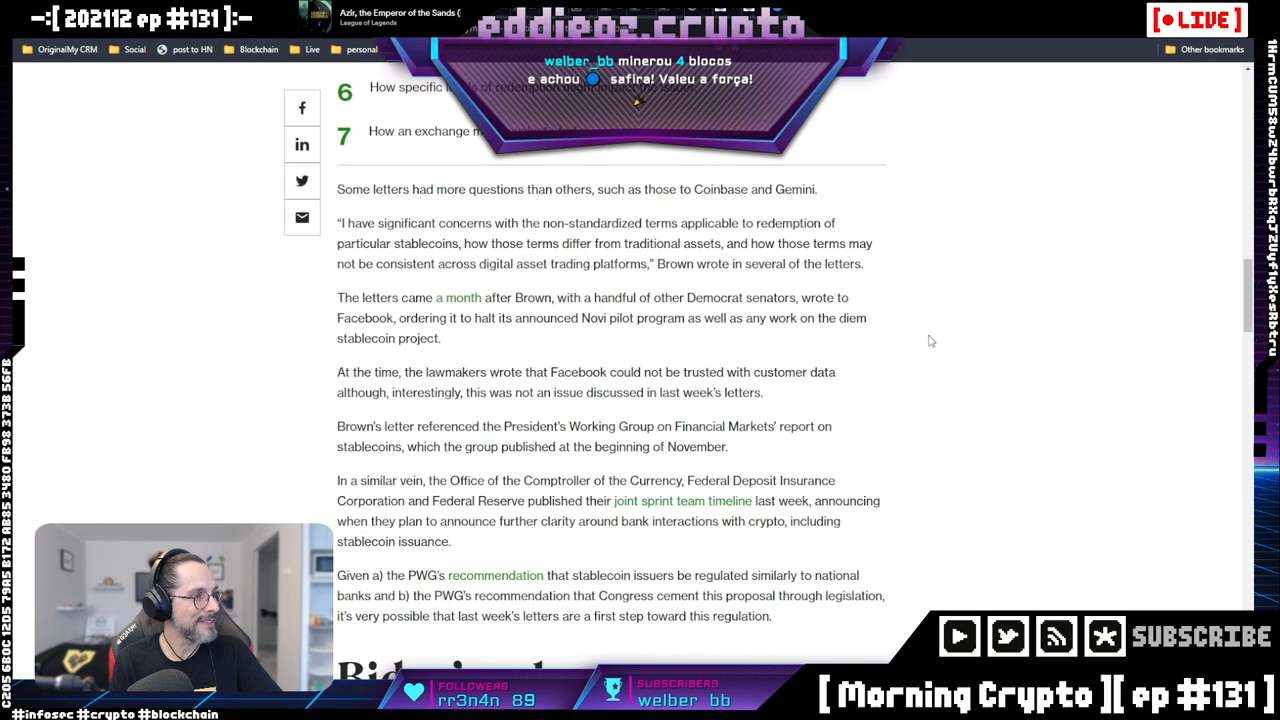 -:[ 202112 ep #131 ]:-
Azir, the Emperor of the Sands (
League of Legends
eddieoz.crypto
[● LIVE]
OriginalMy CRM
Social
post to HN
Blockchain
Live
personal
Other bookmarks
welber_bb minerou 4 blocos
e achou safira! Valeu a força!
6 How specific of redemption might impact the issuer
7 How an exchange
Some letters had more questions than others, such as those to Coinbase and Gemini.
“I have significant concerns with the non-standardized terms applicable to redemption of
particular stablecoins, how those terms differ from traditional assets, and how those terms may
not be consistent across digital asset trading platforms,” Brown wrote in several of the letters.
The letters came a month after Brown, with a handful of other Democrat senators, wrote to
Facebook, ordering it to halt its announced Novi pilot program as well as any work on the diem
stablecoin project.
At the time, the lawmakers wrote that Facebook could not be trusted with customer data
although, interestingly, this was not an issue discussed in last week’s letters.
Brown’s letter referenced the President’s Working Group on Financial Markets’ report on
stablecoins, which the group published at the beginning of November.
In a similar vein, the Office of the Comptroller of the Currency, Federal Deposit Insurance
Corporation and Federal Reserve published their joint sprint team timeline last week, announcing
when they plan to announce further clarity around bank interactions with crypto, including
stablecoin issuance.
Given a) the PWG’s recommendation that stablecoin issuers be regulated similarly to national
banks and b) the PWG’s recommendation that Congress cement this proposal through legislation,
it’s very possible that last week’s letters are a first step toward this regulation.
SUBSCRIBE
FOLLOWERS
rr3n4n 89
SUBSCRIBERS
welber bb
[ Morning Crypto ][ ep #131 ]
#infosec #crypto #blockchain